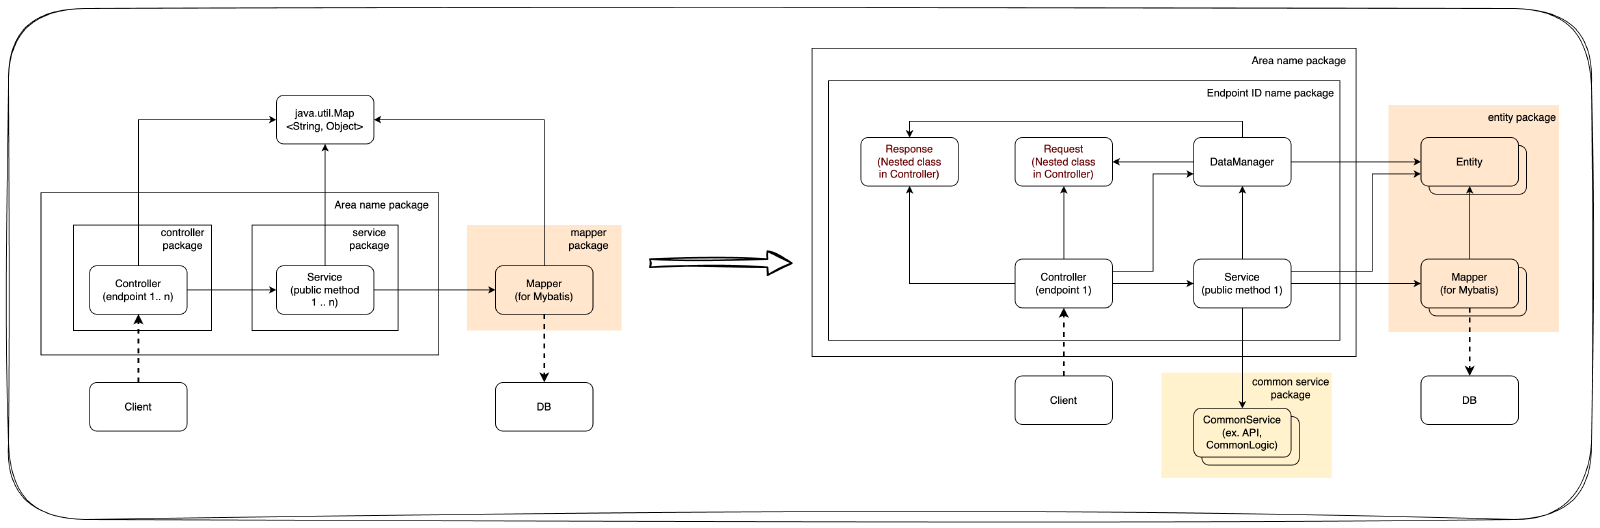 java.util.Map
<String, Object>
Area name package
controller
package
service
package
mapper
package
Controller
(endpoint 1.. n)
Service
(public method
1 .. n)
Mapper
(for Mybatis)
Client
DB
Area name package
Endpoint ID name package
entity package
Response
(Nested class
in Controller)
Request
(Nested class
in Controller)
DataManager
Entity
Controller
(endpoint 1)
Service
(public method 1)
Mapper
(for Mybatis)
Client
common service
package
CommonService
(ex. API,
CommonLogic)
DB